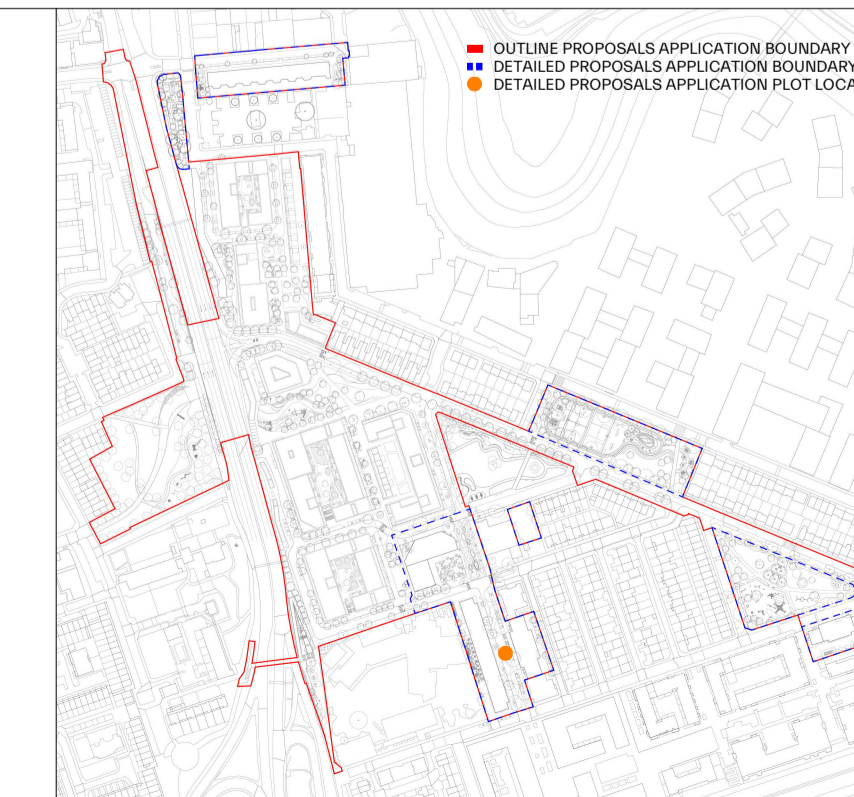 OUTLINE PROPOSALS APPLICATION BOUNDARY
DETAILED PROPOSALS APPLICATION BOUNDARY
DETAILED PROPOSALS APPLICATION PLOT LOCA